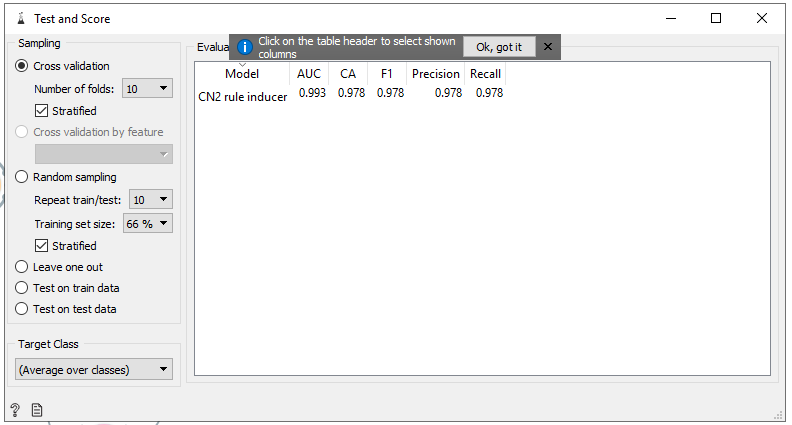 Test and Score
Sampling
Cross validation
Number of folds: 10
Stratified
Cross validation by feature
Random sampling
Repeat train/test: 10
Training set size: 66 %
Stratified
Leave one out
Test on train data
Test on test data
Target Class
(Average over classes)
?
Evalua
i
Click on the table header to select shown
columns
Ok, got it
Model AUC CA F1 Precision Recall
CN2 rule inducer 0.993 0.978 0.978 0.978 0.978